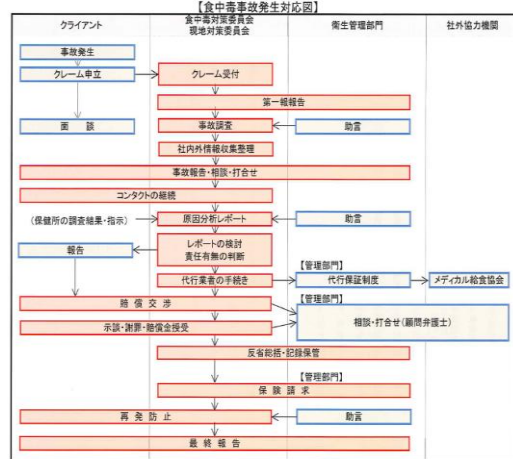 【食中毒事故発生対応図】
クライアント
食中毒対策委員会
現地対策委員会
衛生管理部門
社外協力機関
事故発生
クレーム申立
クレーム受付
第一報報告
面 談
事故調査
助言
社内外情報収集整理
事故報告・相談・打合せ
コンタクトの継続
(保健所の調査結果・指示)
原因分析レポート
助言
報告
レポートの検討
責任有無の判断
【管理部門】
代行業者の手続き
代行保証制度
メディカル給食協会
【管理部門】
賠 償 交 渉
相談・打合せ(顧問弁護士)
示談・謝罪・賠償金授受
反省総括・記録保管
【管理部門】
保 険 請 求
再 発 防 止
助言
最 終 報 告